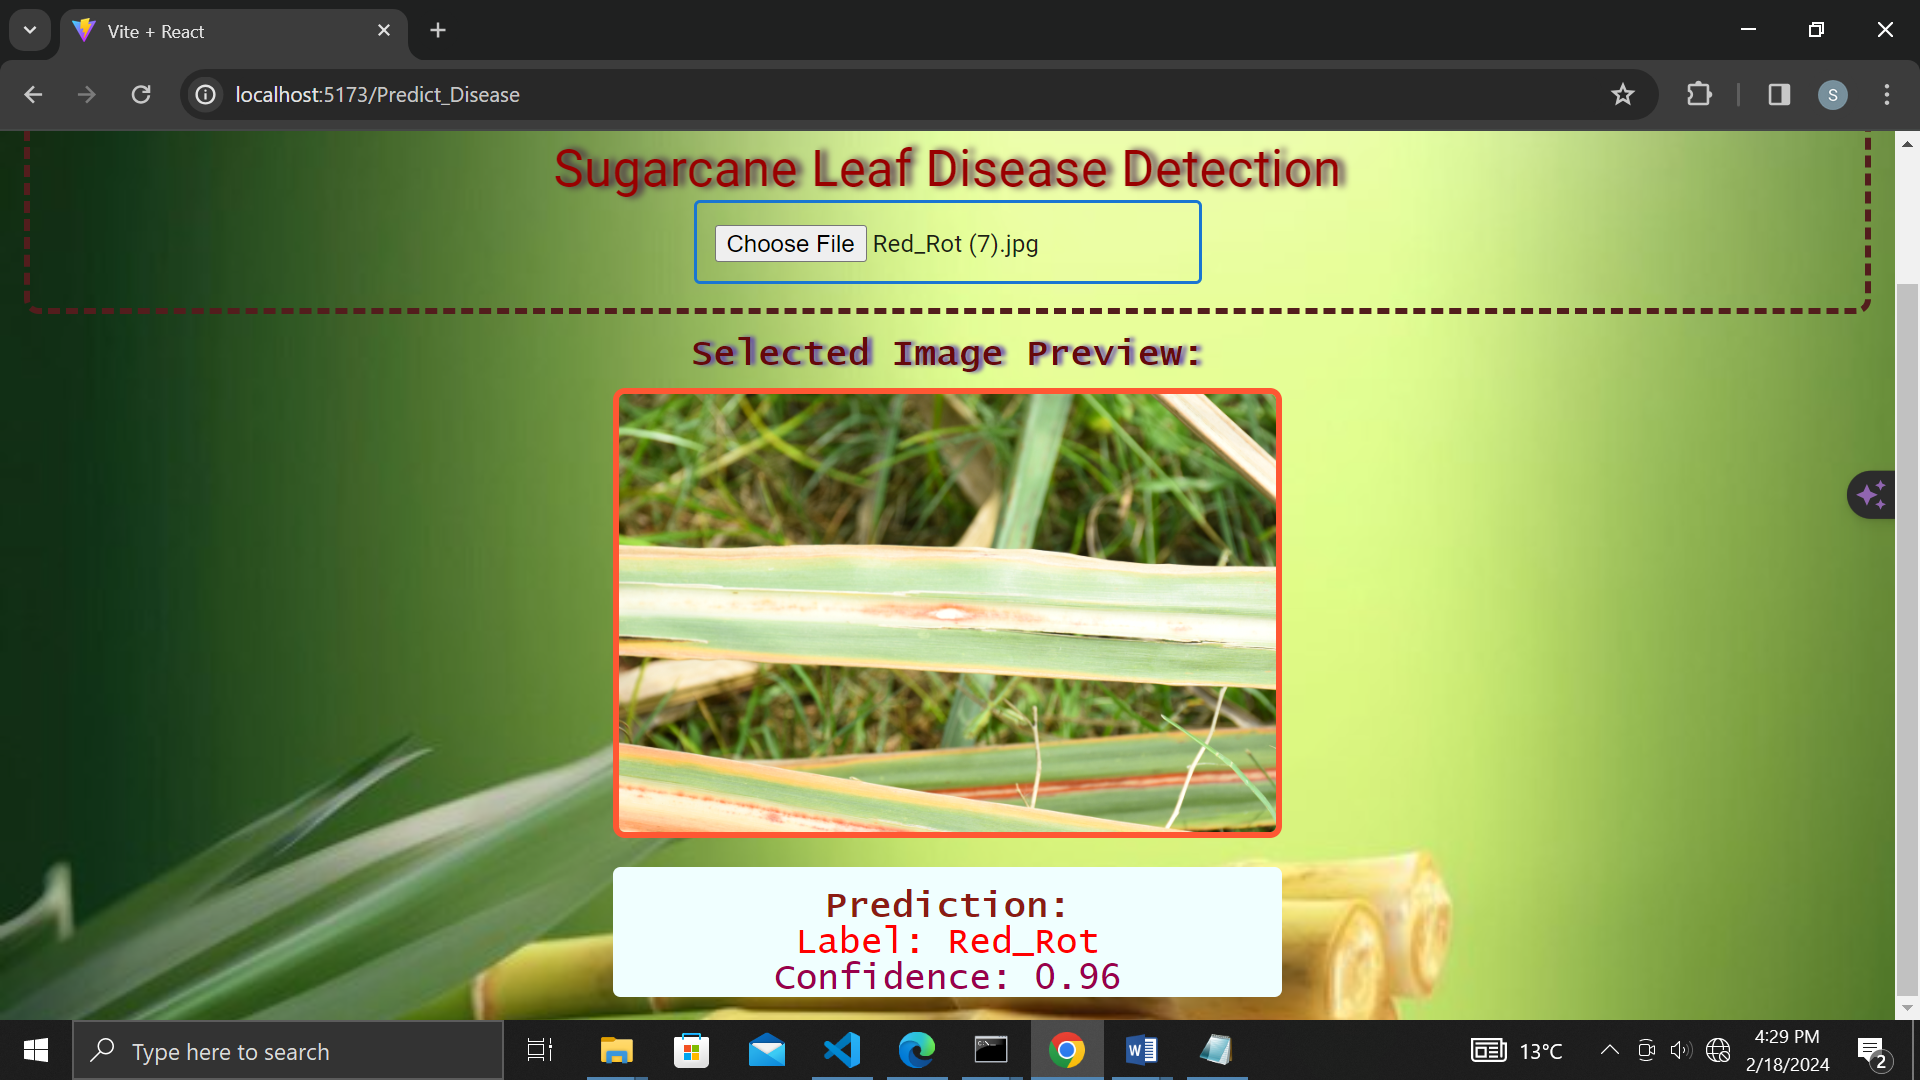 Vite + React
localhost:5173/Predict_Disease
S
Sugarcane Leaf Disease Detection
Choose File Red_Rot (7).jpg
Selected Image Preview:
Prediction:
Label: Red_Rot
Confidence: 0.96
Type here to search
13°C
4:29 PM
2/18/2024
2